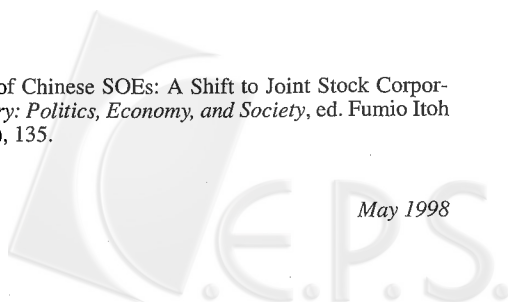 of Chinese SOEs: A Shift to Joint Stock Corpor-
ry: Politics, Economy, and Society, ed. Fumio Itoh
), 135.
May 1998
C.E.P.S.